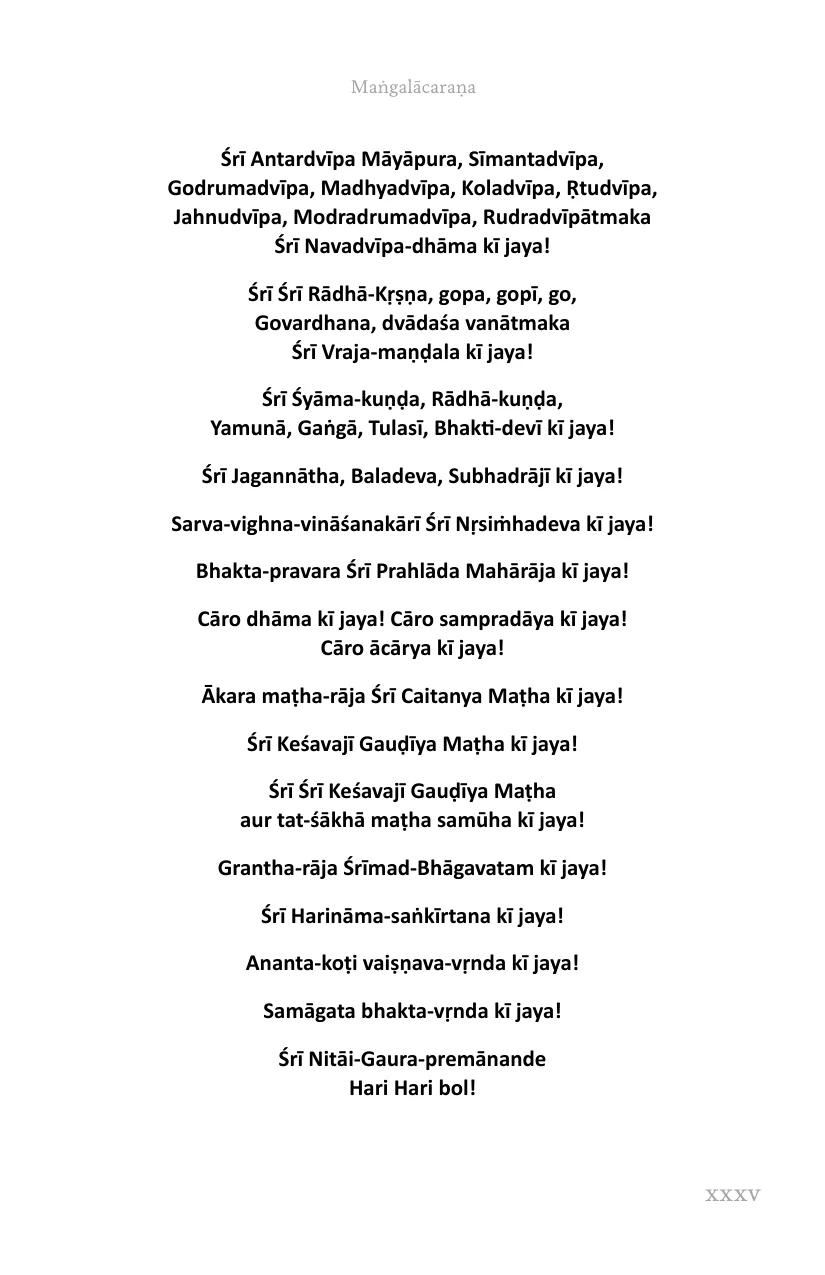 Maṅgalācaraṇa
Śrī Antardvīpa Māyāpura, Sīmantadvīpa,
Godrumadvīpa, Madhyadvīpa, Koladvīpa, Ṛtudvīpa,
Jahnudvīpa, Modradrumadvīpa, Rudradvīpātmaka
Śrī Navadvīpa-dhāma kī jaya!
Śrī Śrī Rādhā-Kṛṣṇa, gopa, gopī, go,
Govardhana, dvādaśa vanātmaka
Śrī Vraja-maṇḍala kī jaya!
Śrī Śyāma-kuṇḍa, Rādhā-kuṇḍa,
Yamunā, Gaṅgā, Tulasī, Bhakti-devī kī jaya!
Śrī Jagannātha, Baladeva, Subhadrājī kī jaya!
Sarva-vighna-vināśanakārī Śrī Nṛsiṁhadeva kī jaya!
Bhakta-pravara Śrī Prahlāda Mahārāja kī jaya!
Cāro dhāma kī jaya! Cāro sampradāya kī jaya!
Cāro ācārya kī jaya!
Ākara maṭha-rāja Śrī Caitanya Maṭha kī jaya!
Śrī Keśavajī Gauḍīya Maṭha kī jaya!
Śrī Śrī Keśavajī Gauḍīya Maṭha
aur tat-śākhā maṭha samūha kī jaya!
Grantha-rāja Śrīmad-Bhāgavatam kī jaya!
Śrī Harināma-saṅkīrtana kī jaya!
Ananta-koṭi vaiṣṇava-vṛnda kī jaya!
Samāgata bhakta-vṛnda kī jaya!
Śrī Nitāi-Gaura-premānande
Hari Hari bol!
xxxv